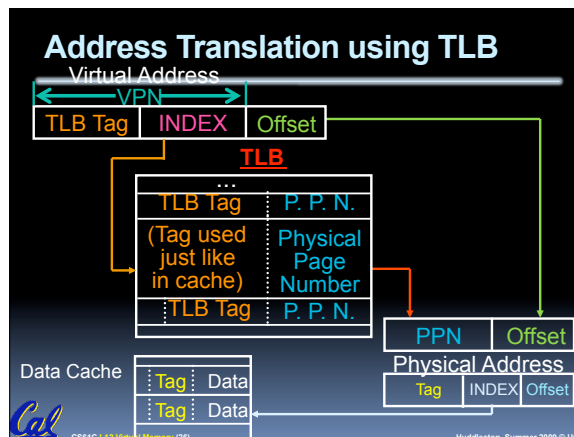 Address Translation using TLB
Virtual Address
VPN
TLB Tag INDEX Offset
TLB
...
TLB Tag P. P. N.
(Tag used just like in cache) Physical Page Number
TLB Tag P. P. N.
PPN Offset
Physical Address
Data Cache
Tag INDEX Offset
Tag Data
Tag Data
Cal